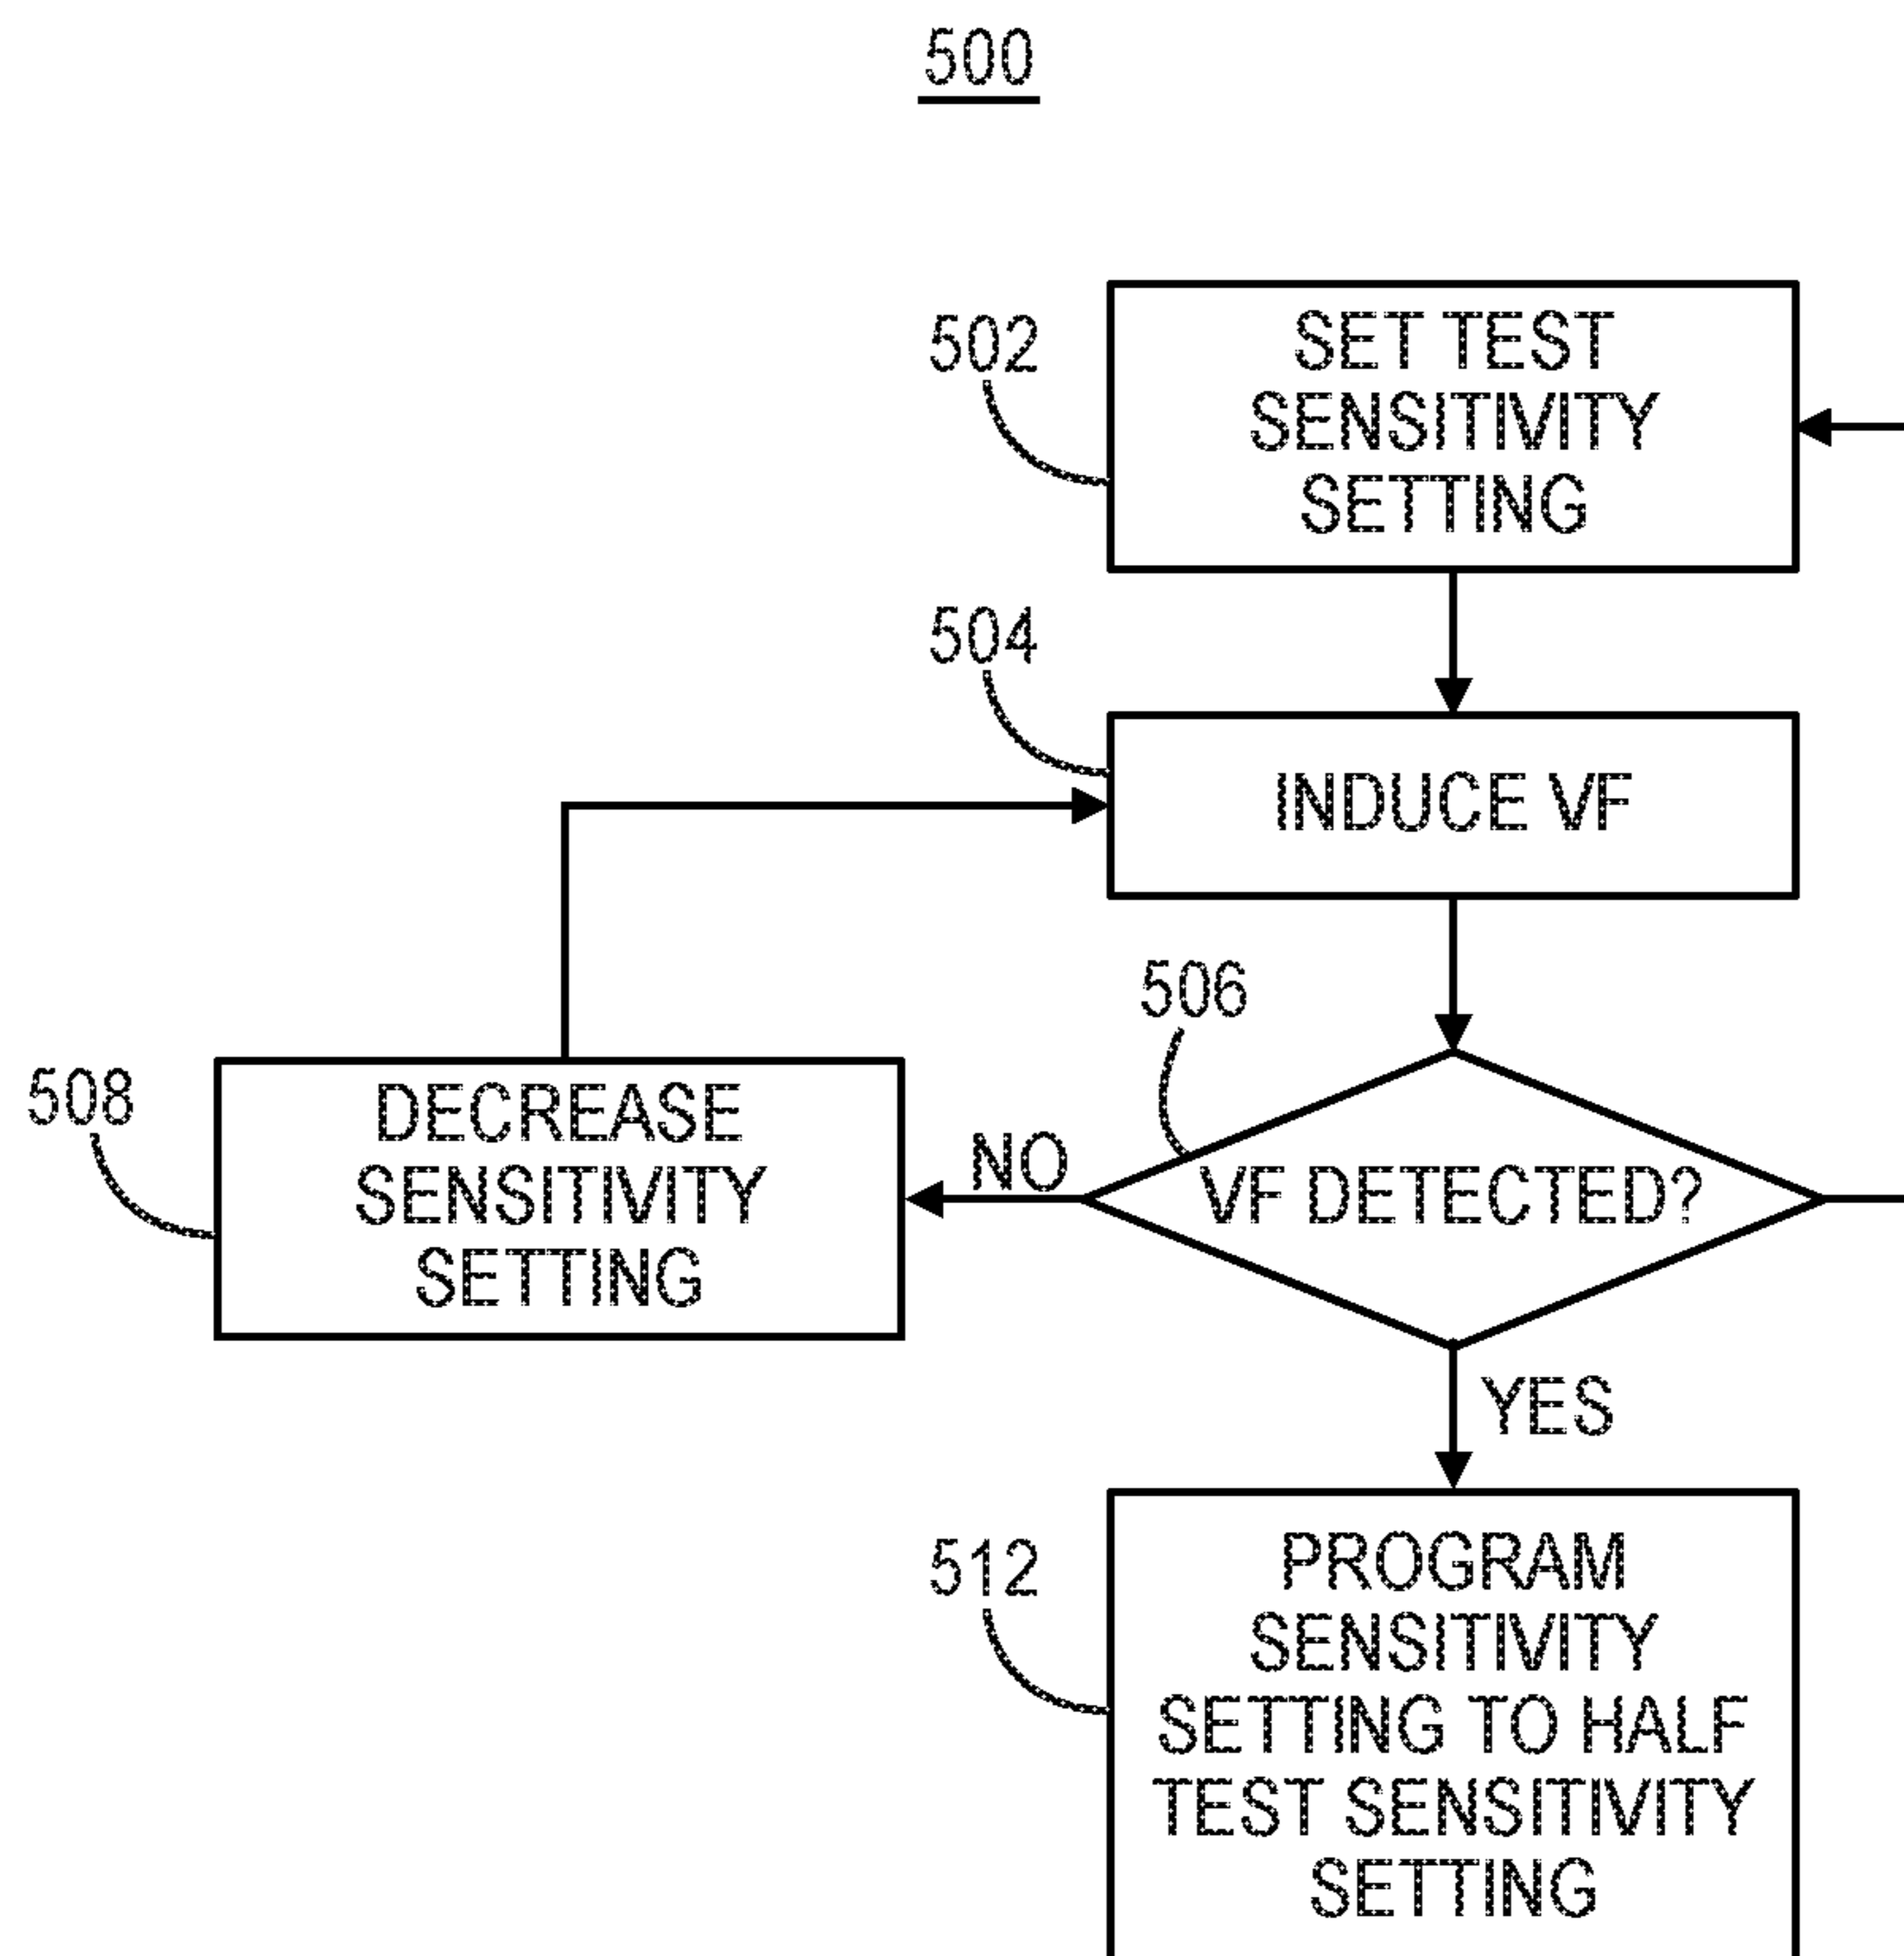 500
502
SET TEST
SENSITIVITY
SETTING
504
INDUCE VF
506
508
DECREASE
SENSITIVITY
SETTING
NO
VF DETECTED?
YES
512
PROGRAM
SENSITIVITY
SETTING TO HALF
TEST SENSITIVITY
SETTING